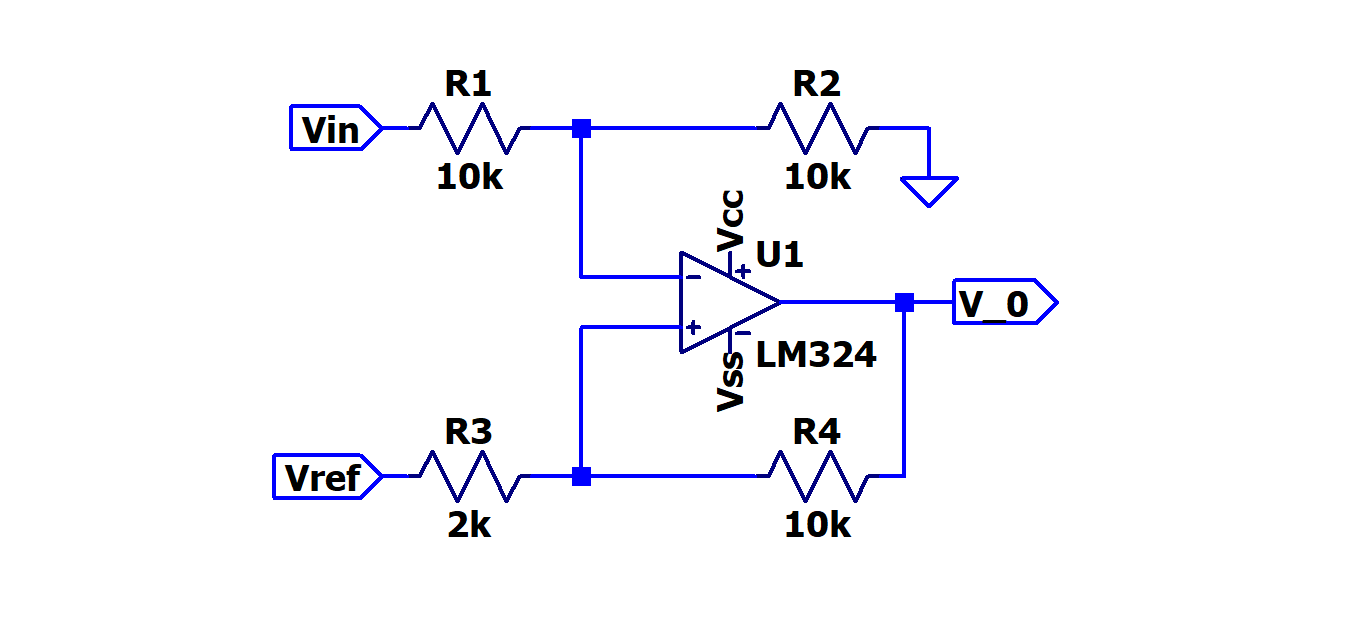 R1
R2
Vin
10k
10k
Vcc
U1
+
-
V_0
+
-
LM324
Vss
R3
R4
Vref
2k
10k